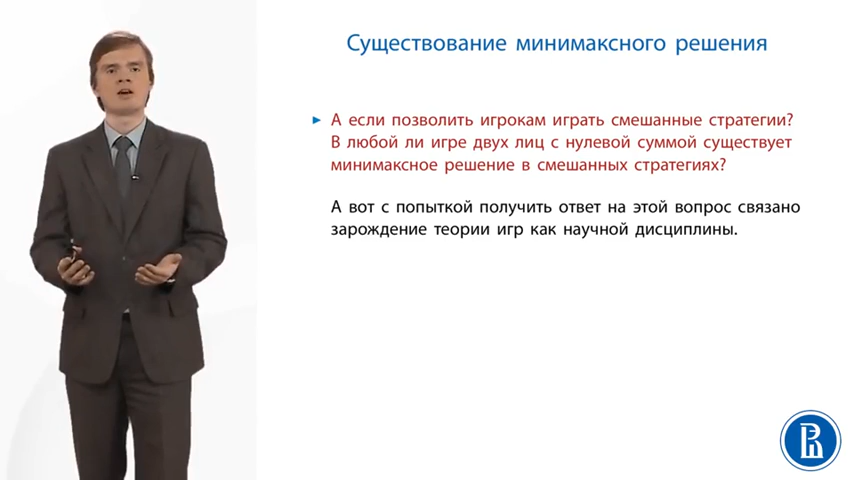 Существование минимаксного решения
А если позволить игрокам играть смешанные стратегии?
В любой ли игре двух лиц с нулевой суммой существует
минимаксное решение в смешанных стратегиях?
А вот с попыткой получить ответ на этой вопрос связано
зарождение теории игр как научной дисциплины.